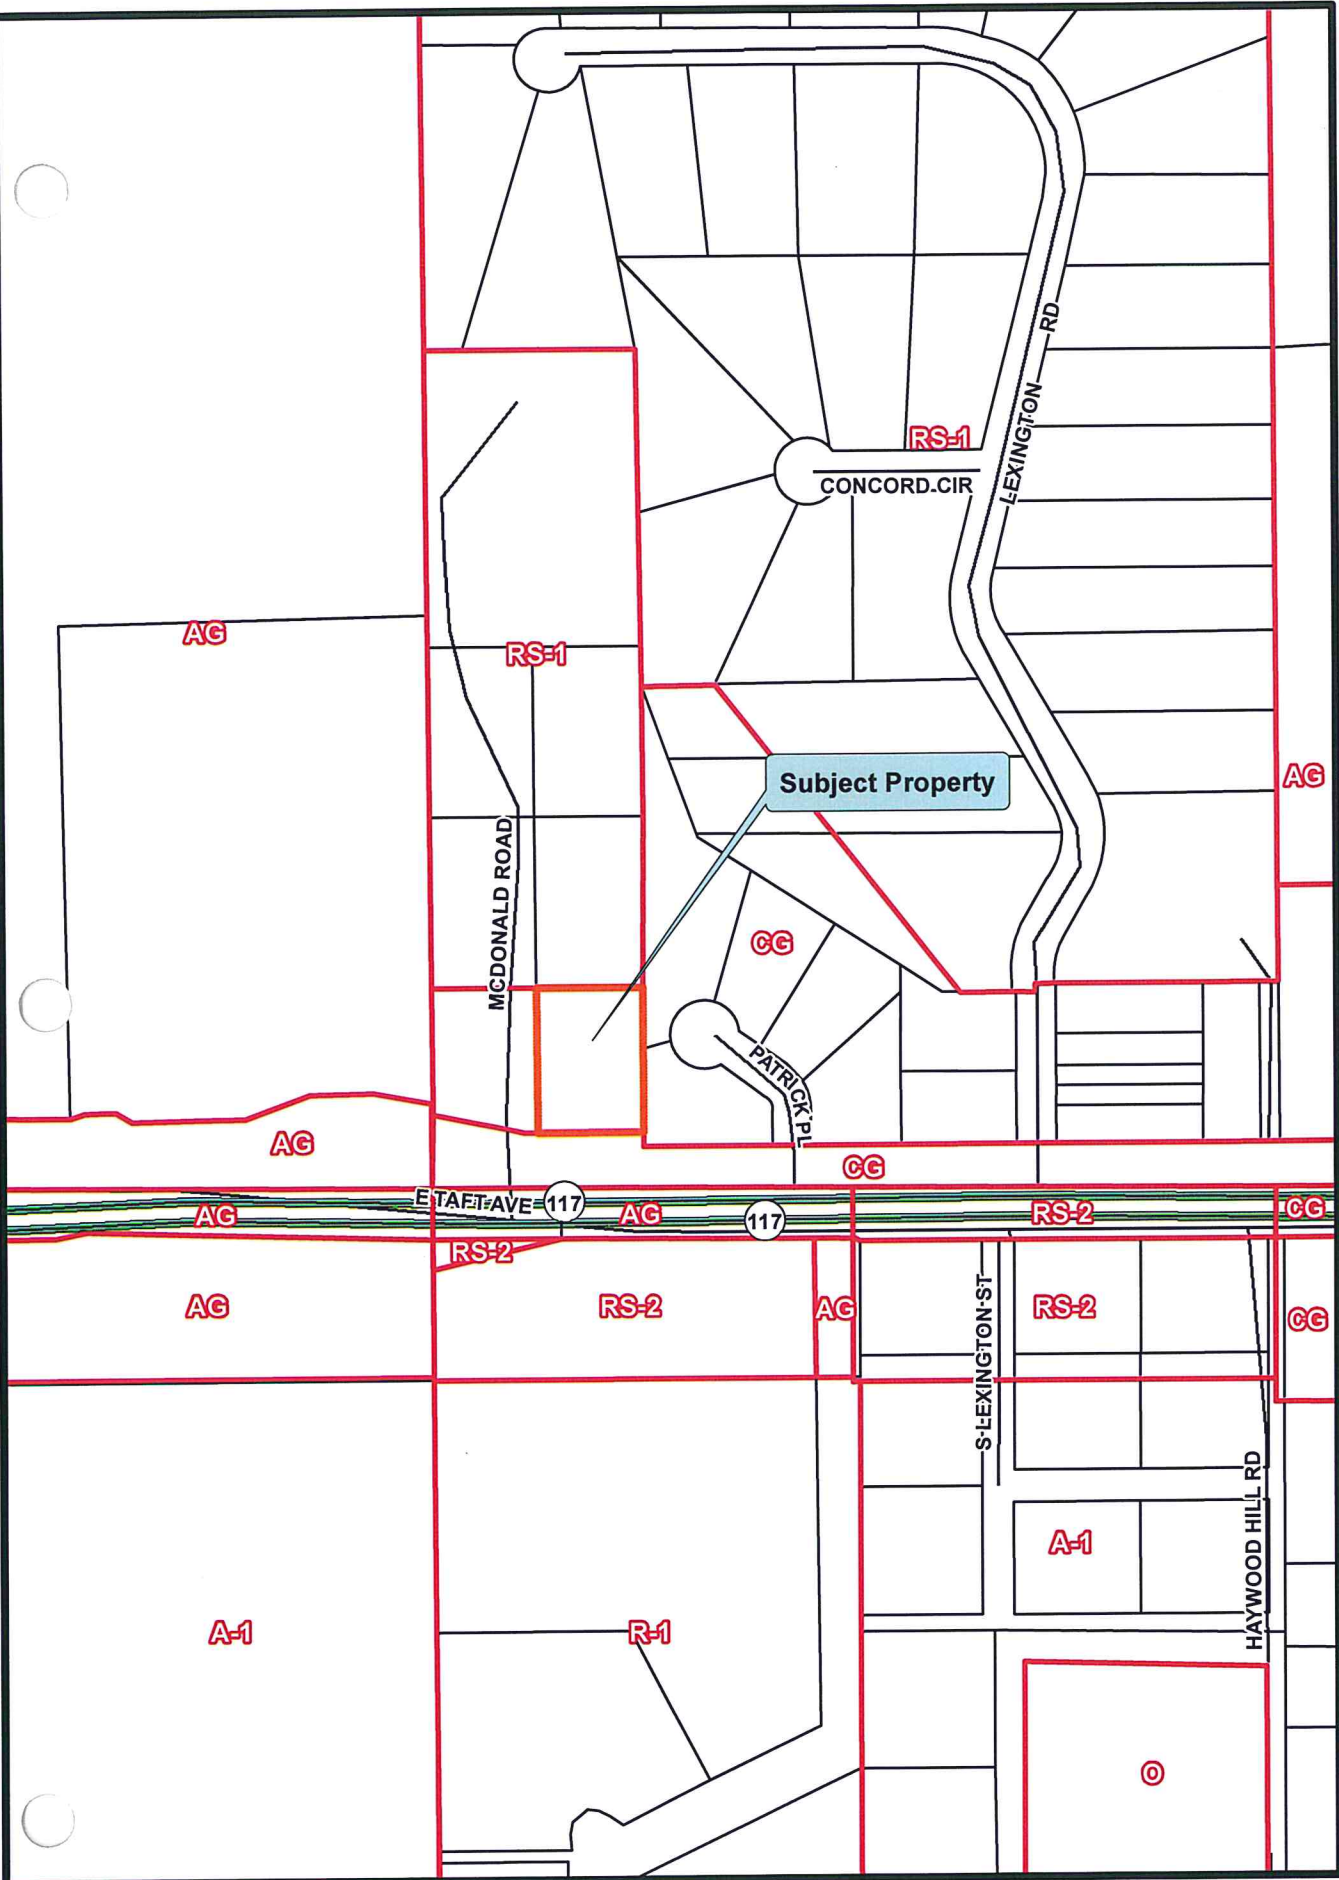 LEXINGTON RD
RS-1
CONCORD CIR
AG
RS-1
Subject Property
AG
MCDONALD ROAD
CG
PATRICK PL
AG
CG
E TAFT AVE
117
AG
AG
117
RS-2
CG
RS-2
AG
RS-2
AG
S LEXINGTON ST
RS-2
CG
HAYWOOD HILL RD
A-1
A-1
R-1
O